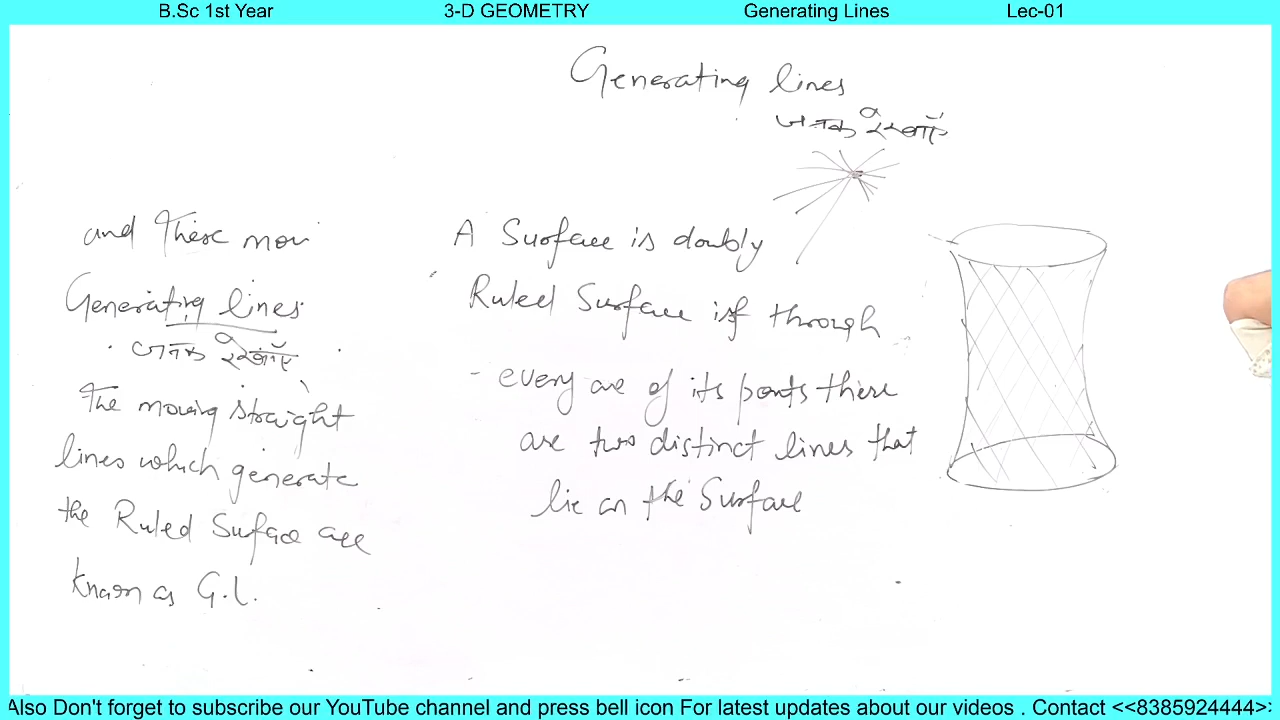 B.Sc 1st Year 3-D GEOMETRY Generating Lines Lec-01
Generating lines
जनक रेखाएँ
and these mov
Generating lines
जनक रेखाएँ
The moving straight
lines which generate
the Ruled Surface are
known as G.L.
A Surface is doubly
Ruled Surface if through
every one of its points there
are two distinct lines that
lie on the Surface
Also Don't forget to subscribe our YouTube channel and press bell icon For latest updates about our videos . Contact <<8385924444>>